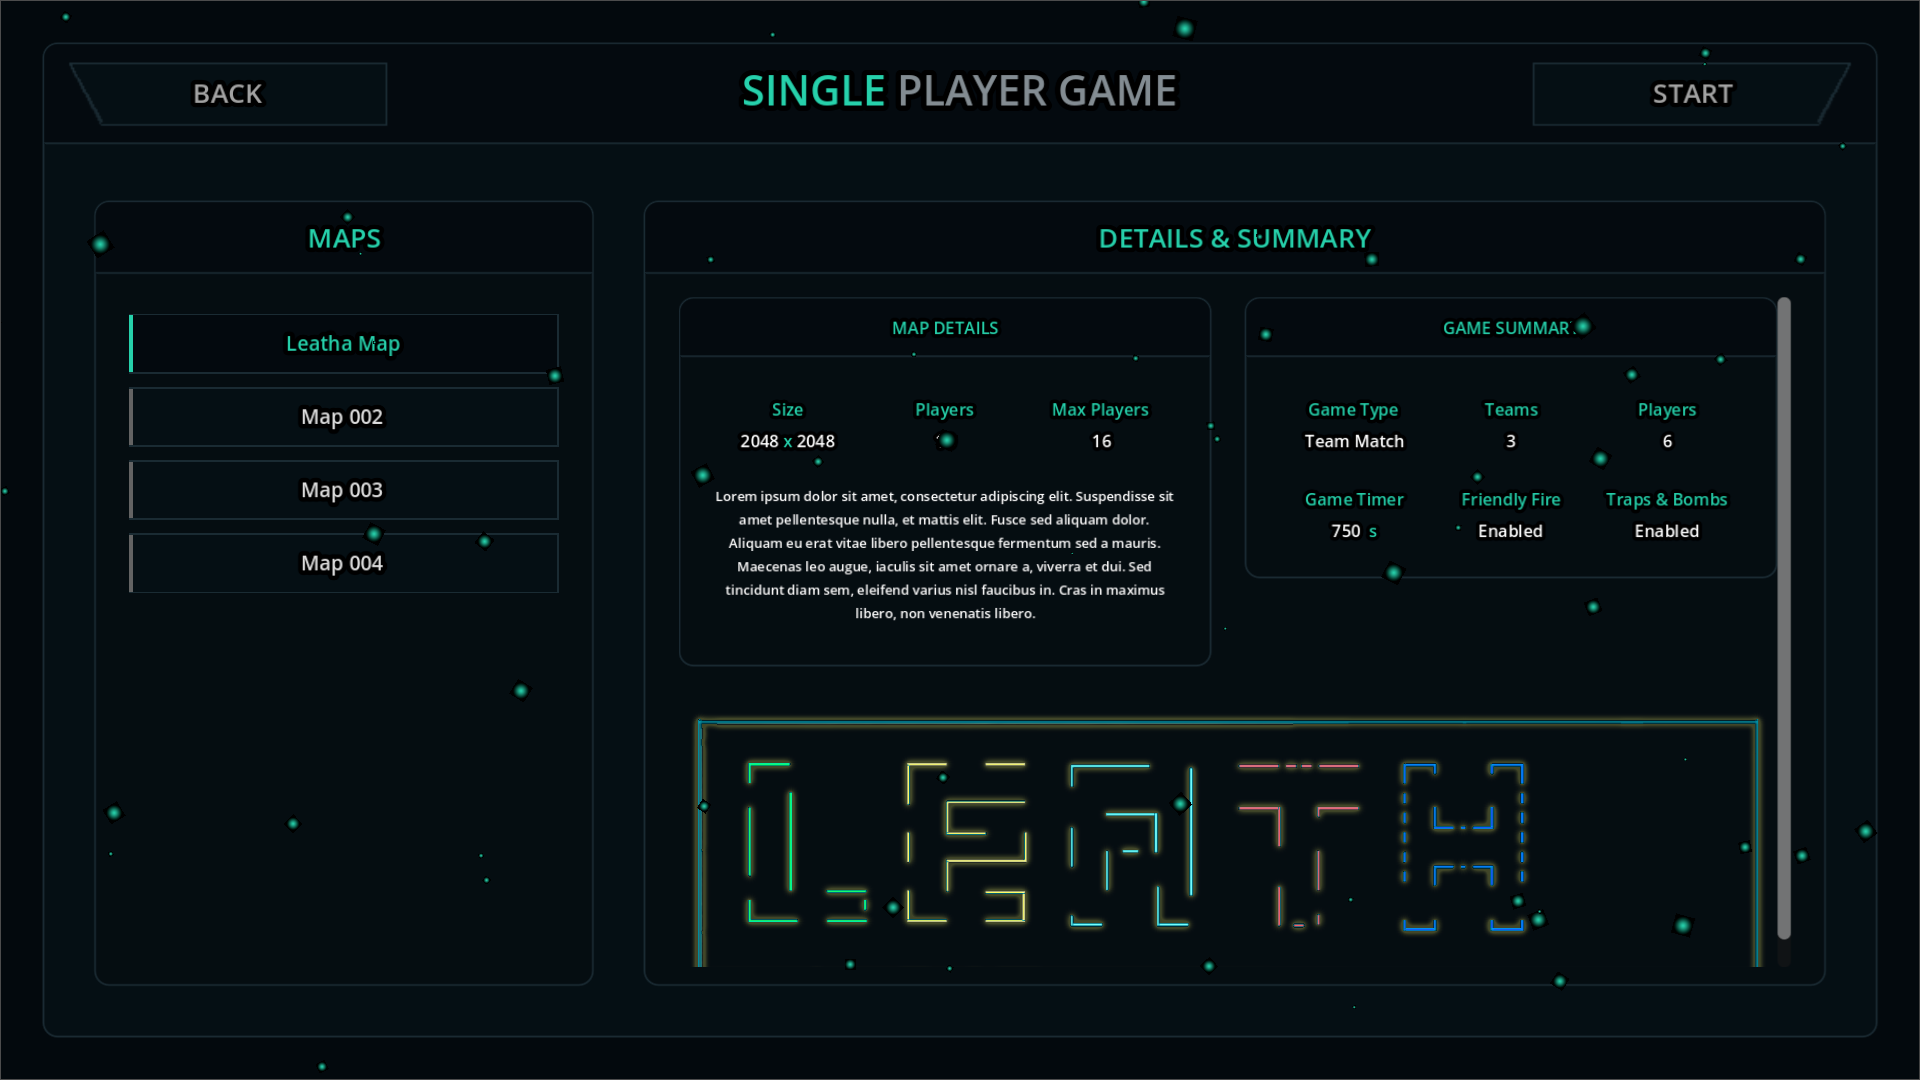 BACK
SINGLE PLAYER GAME
START
MAPS
Leatha Map
Map 002
Map 003
Map 004
DETAILS & SUMMARY
MAP DETAILS
Size Players Max Players
2048 x 2048 16
Lorem ipsum dolor sit amet, consectetur adipiscing elit. Suspendisse sit
amet pellentesque nulla, et mattis elit. Fusce sed aliquam dolor.
Aliquam eu erat vitae libero pellentesque fermentum sed a mauris.
Maecenas leo augue, iaculis sit amet ornare a, viverra et dui. Sed
tincidunt diam sem, eleifend varius nisl faucibus in. Cras in maximus
libero, non venenatis libero.
GAME SUMMARY
Game Type Teams Players
Team Match 3 6
Game Timer Friendly Fire Traps & Bombs
750 s Enabled Enabled
LEATH